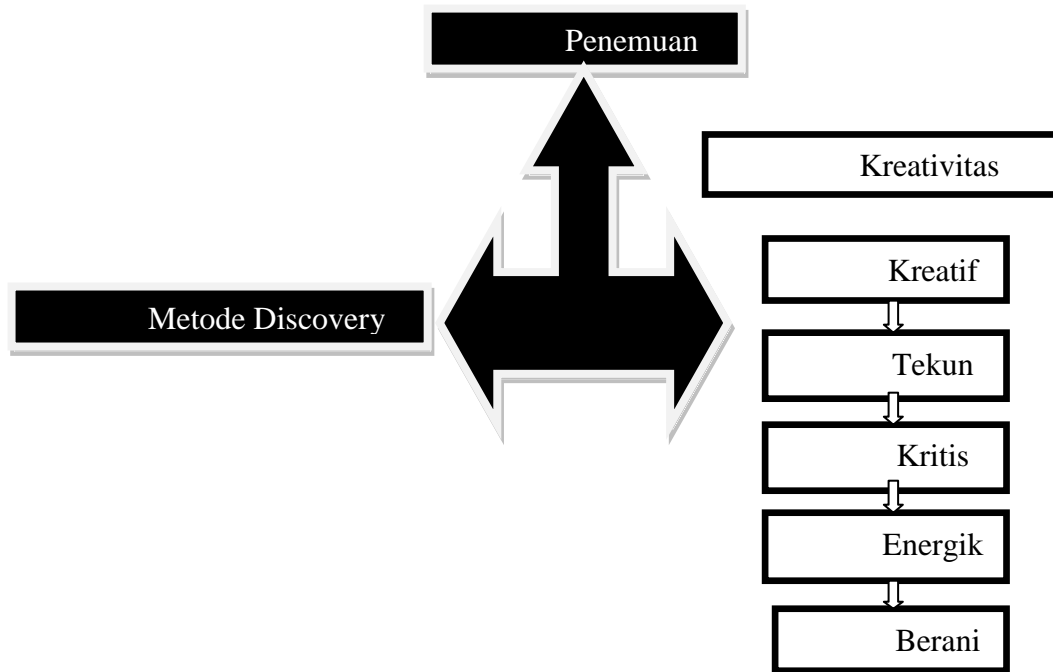 Penemuan
Kreativitas
Kreatif
Metode Discovery
Tekun
Kritis
Energik
Berani